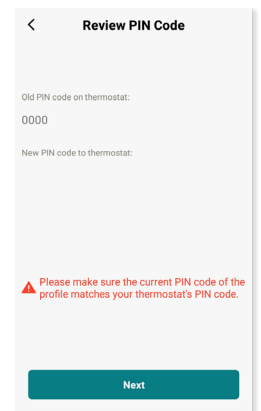 Review PIN Code
Old PIN code on thermostat:
0000
New PIN code to thermostat:
Please make sure the current PIN code of the
profile matches your thermostat's PIN code.
Next